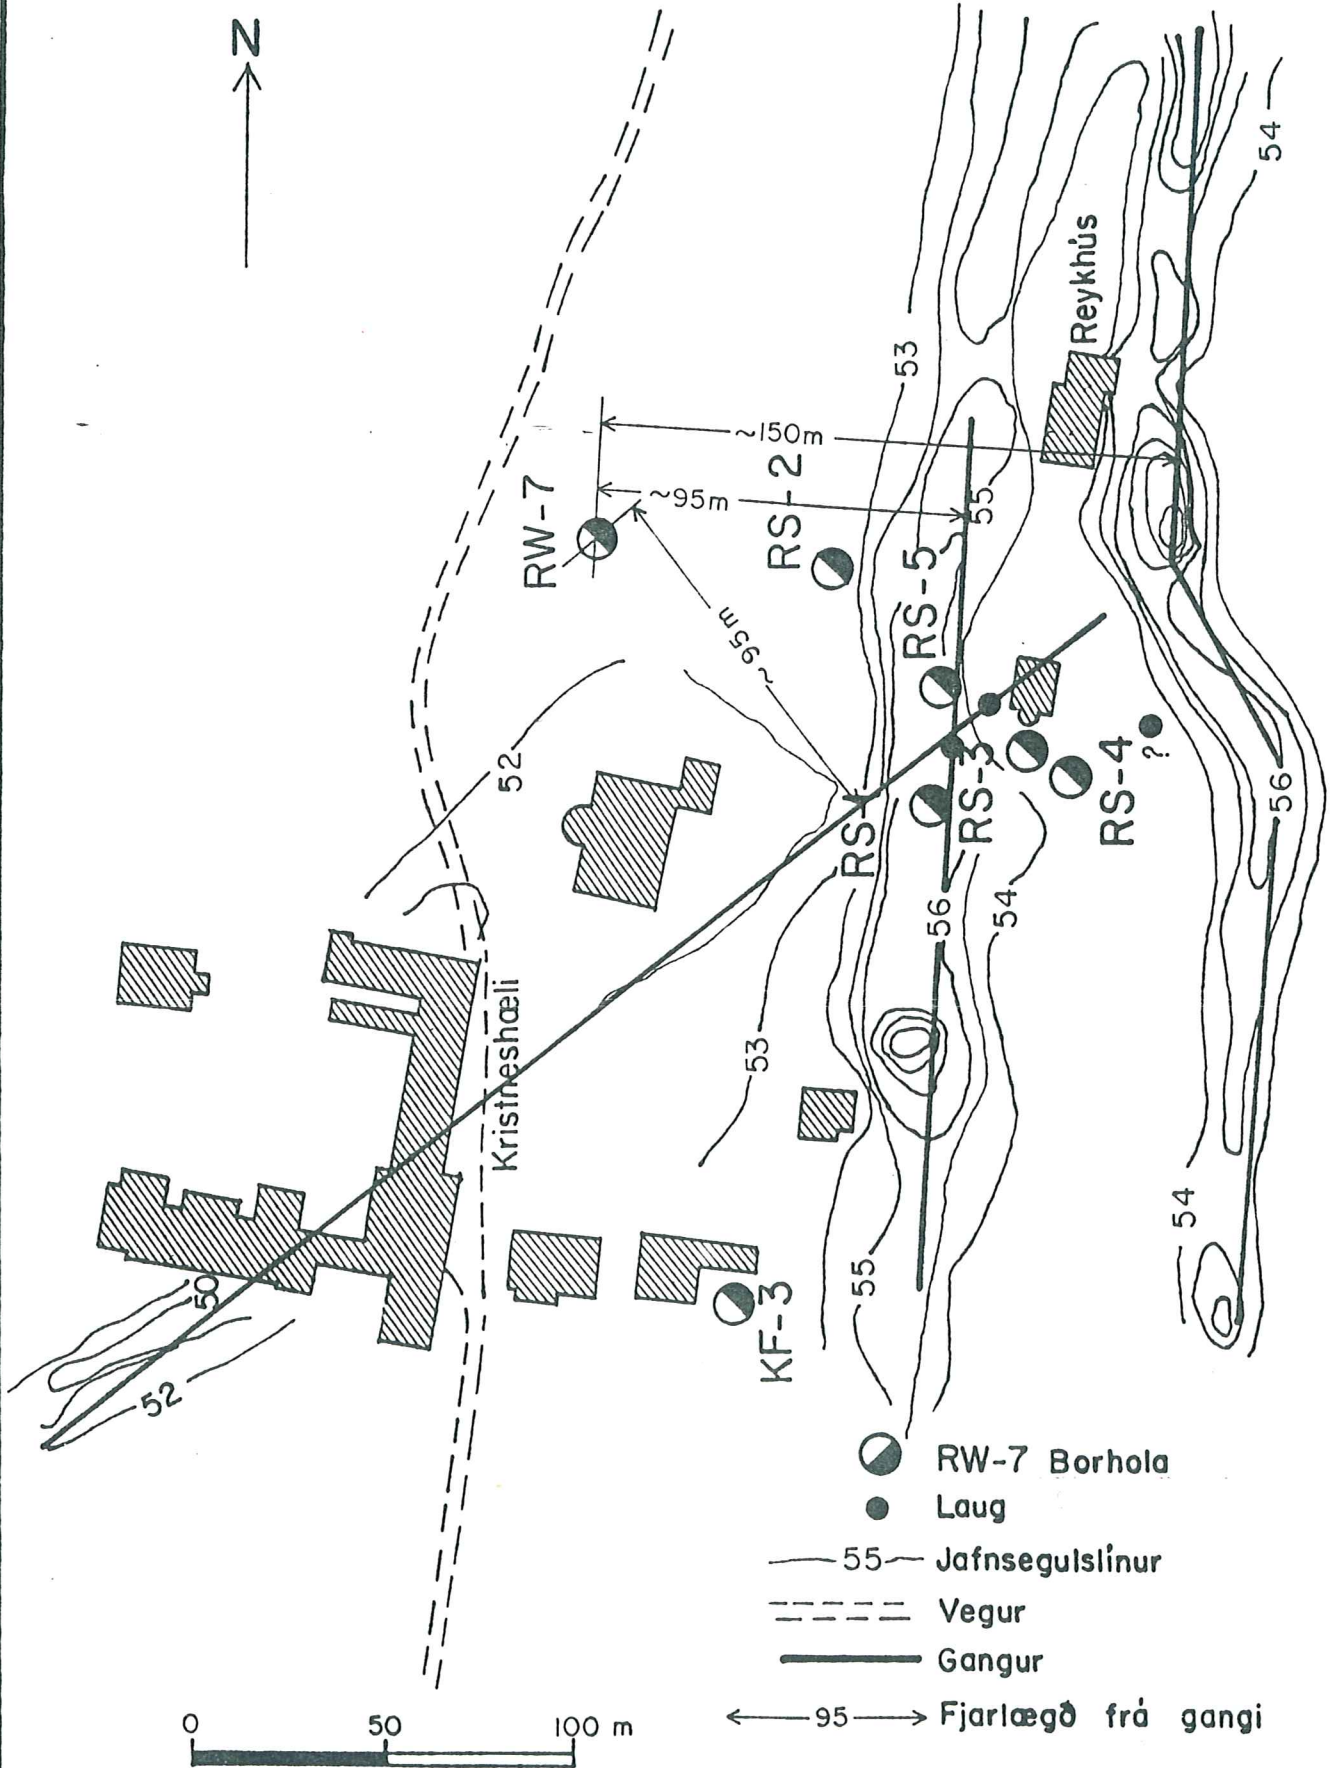 N
54
Reykhús
53
~150m
RS-2
~95m
55
RW-7
RS-5
~95m
52
?
RS-4
RS-3
RS-
56
56
54
53
Kristneshæli
54
50
55
KF-3
52
RW-7 Borhola
Laug
55 Jafnsegulslínur
Vegur
Gangur
95 Fjarlægð frá gangi
0 50 100 m